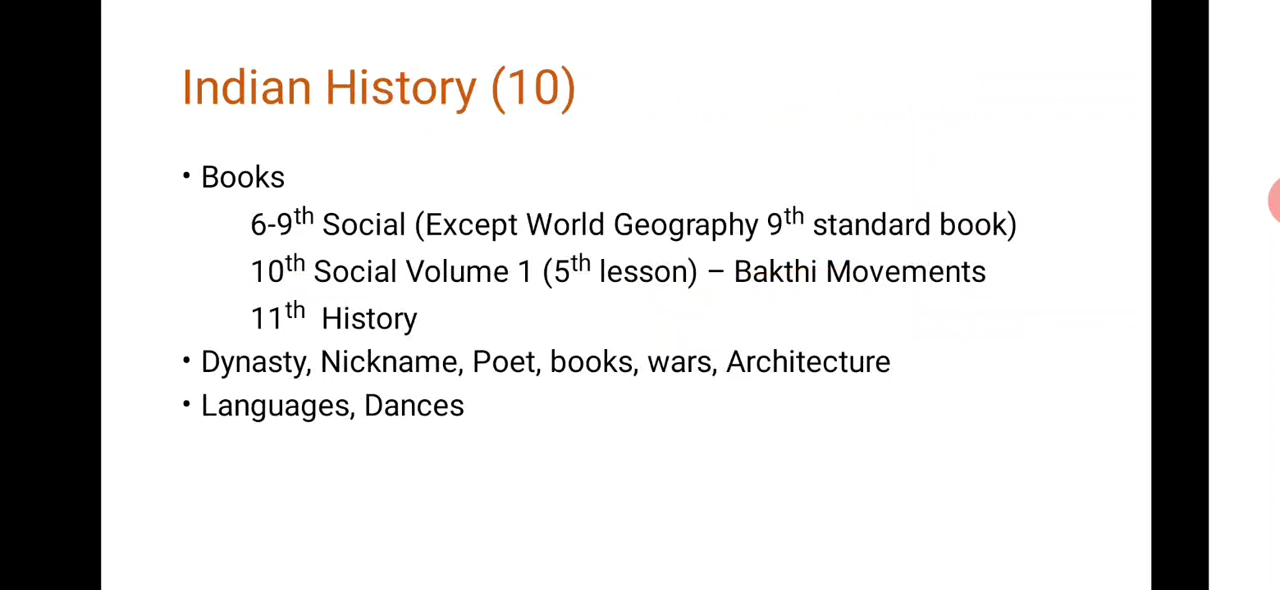 Indian History (10)
• Books
6-9th Social (Except World Geography 9th standard book)
10th Social Volume 1 (5th lesson) – Bakthi Movements
11th History
• Dynasty, Nickname, Poet, books, wars, Architecture
• Languages, Dances